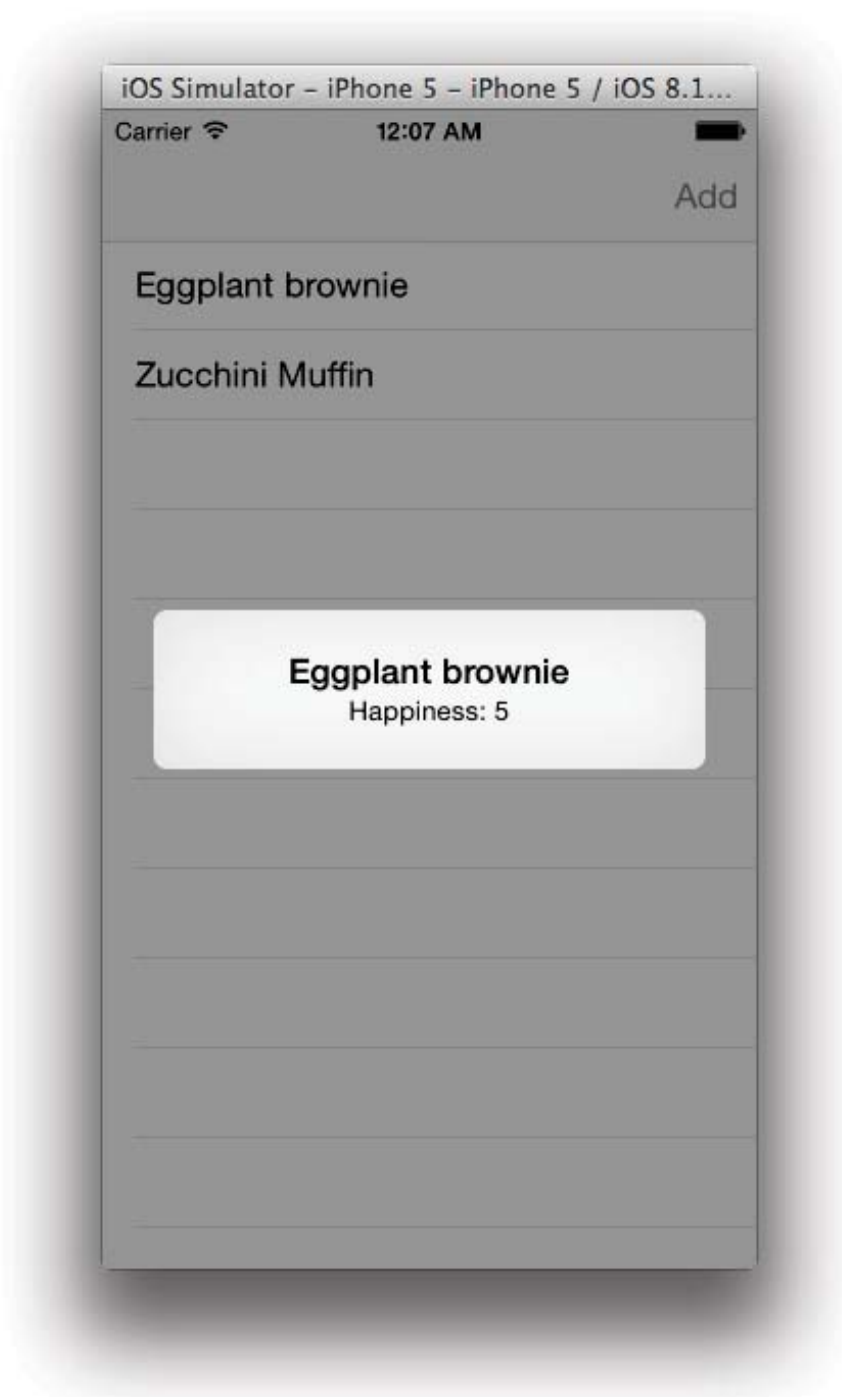 iOS Simulator – iPhone 5 – iPhone 5 / iOS 8.1...
Carrier 12:07 AM
Add
Eggplant brownie
Zucchini Muffin
Eggplant brownie
Happiness: 5